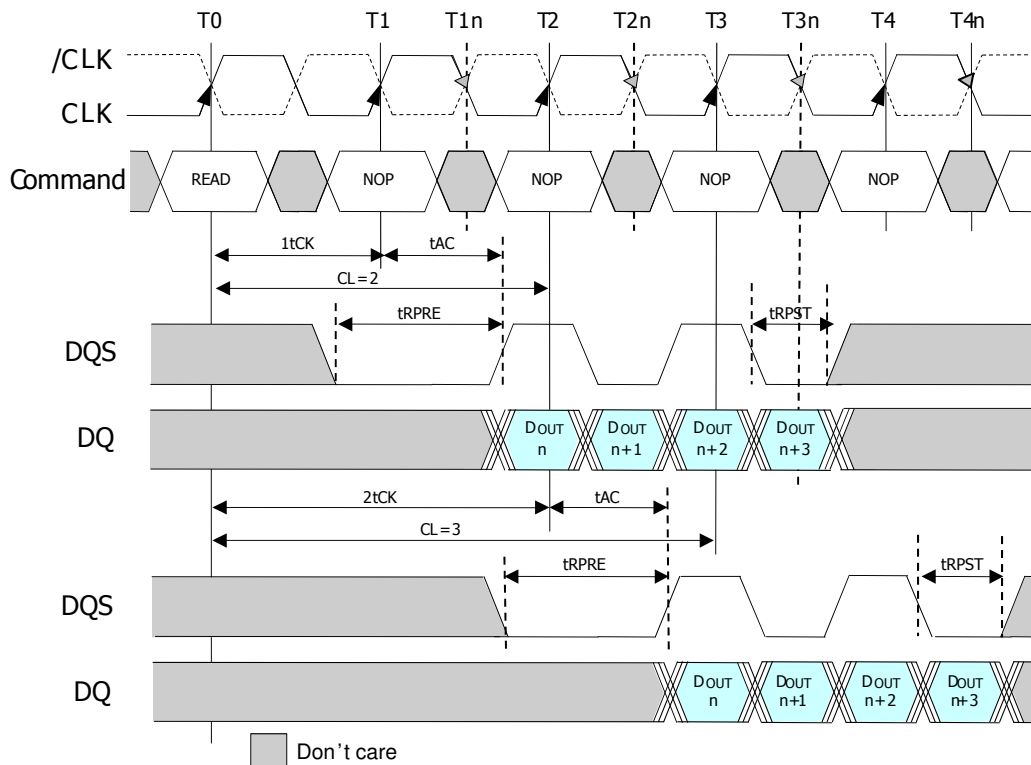 T0 T1 T1n T2 T2n T3 T3n T4 T4n
/CLK
CLK
Command READ NOP NOP NOP NOP
1tCK tAC
CL=2
tRPRE tRPST
DQS
DQ DOUT n DOUT n+1 DOUT n+2 DOUT n+3
2tCK tAC
CL=3
tRPRE tRPST
DQS
DQ DOUT n DOUT n+1 DOUT n+2 DOUT n+3
Don't care